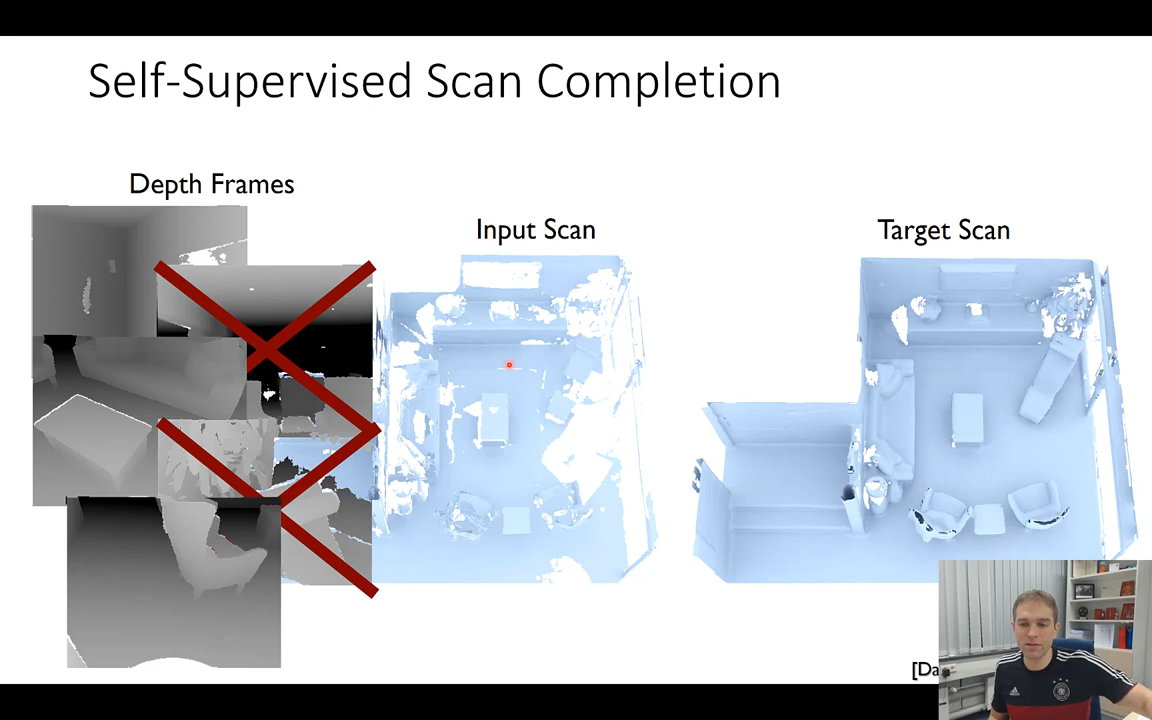 Self-Supervised Scan Completion
Depth Frames
Input Scan
Target Scan